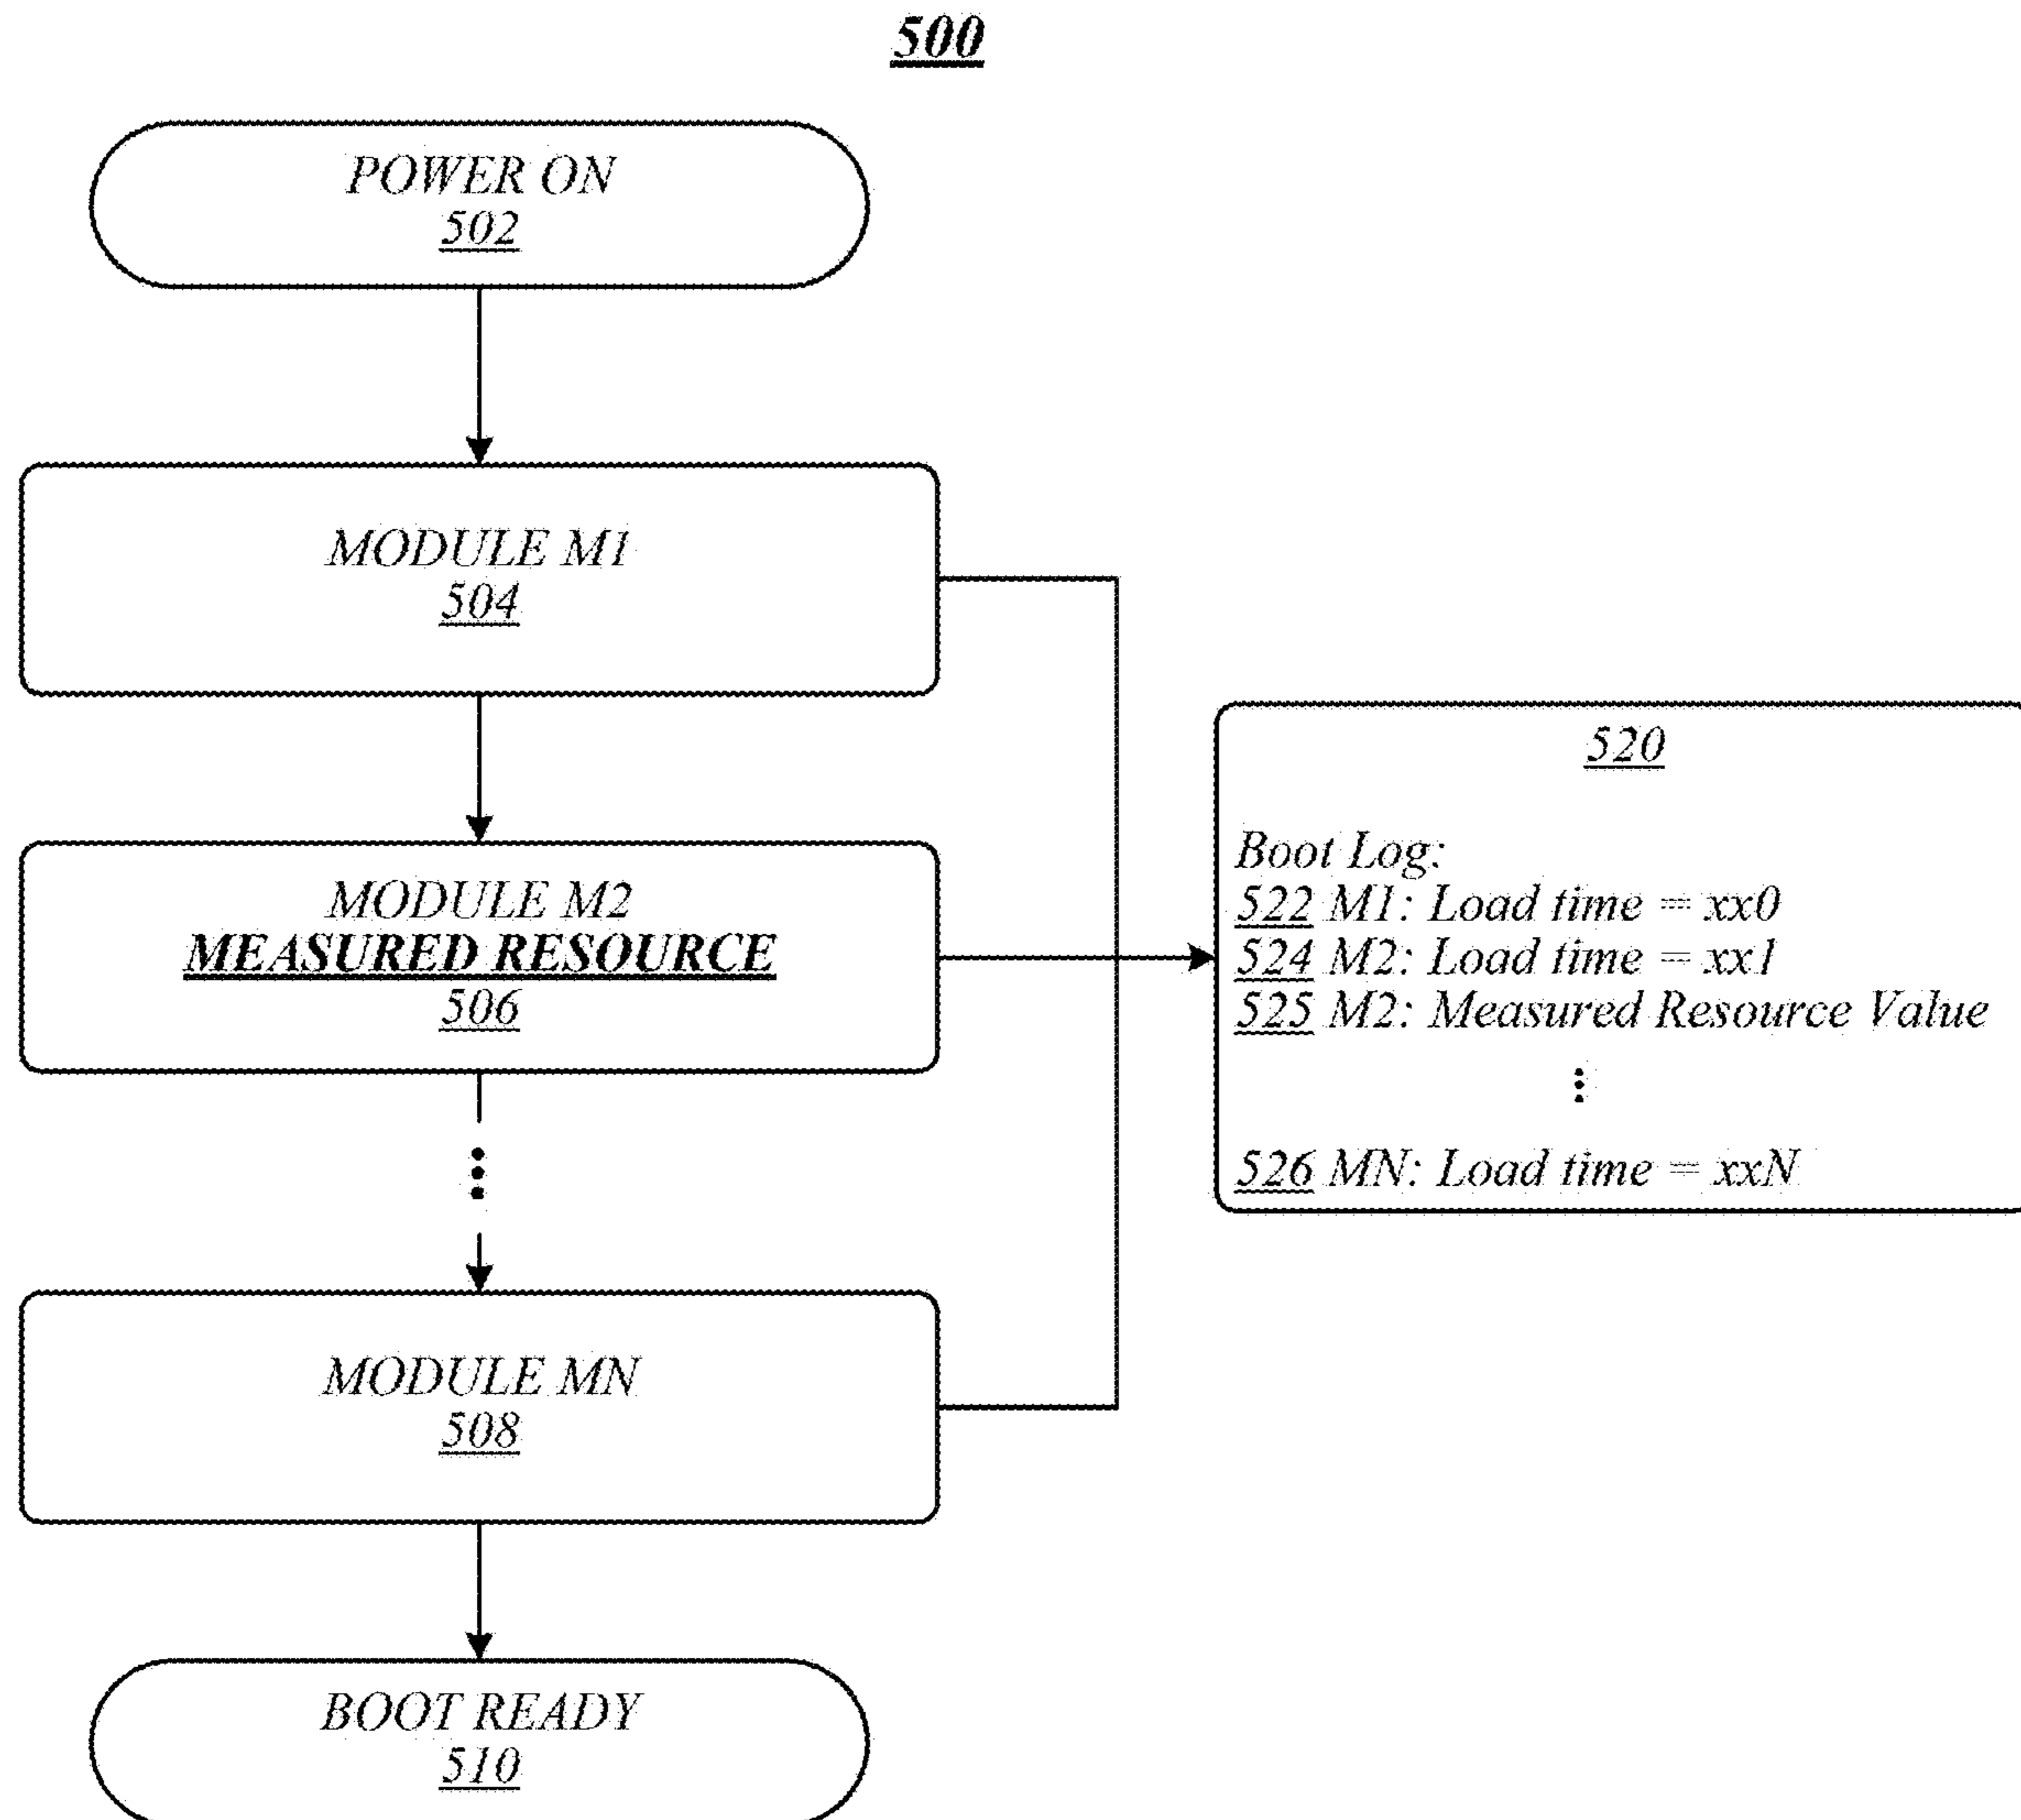 500
POWER ON
502
MODULE M1
504
MODULE M2
MEASURED RESOURCE
506
MODULE MN
508
BOOT READY
510
520
Boot Log:
522 M1: Load time = xx0
524 M2: Load time = xx1
525 M2: Measured Resource Value
526 MN: Load time = xxN